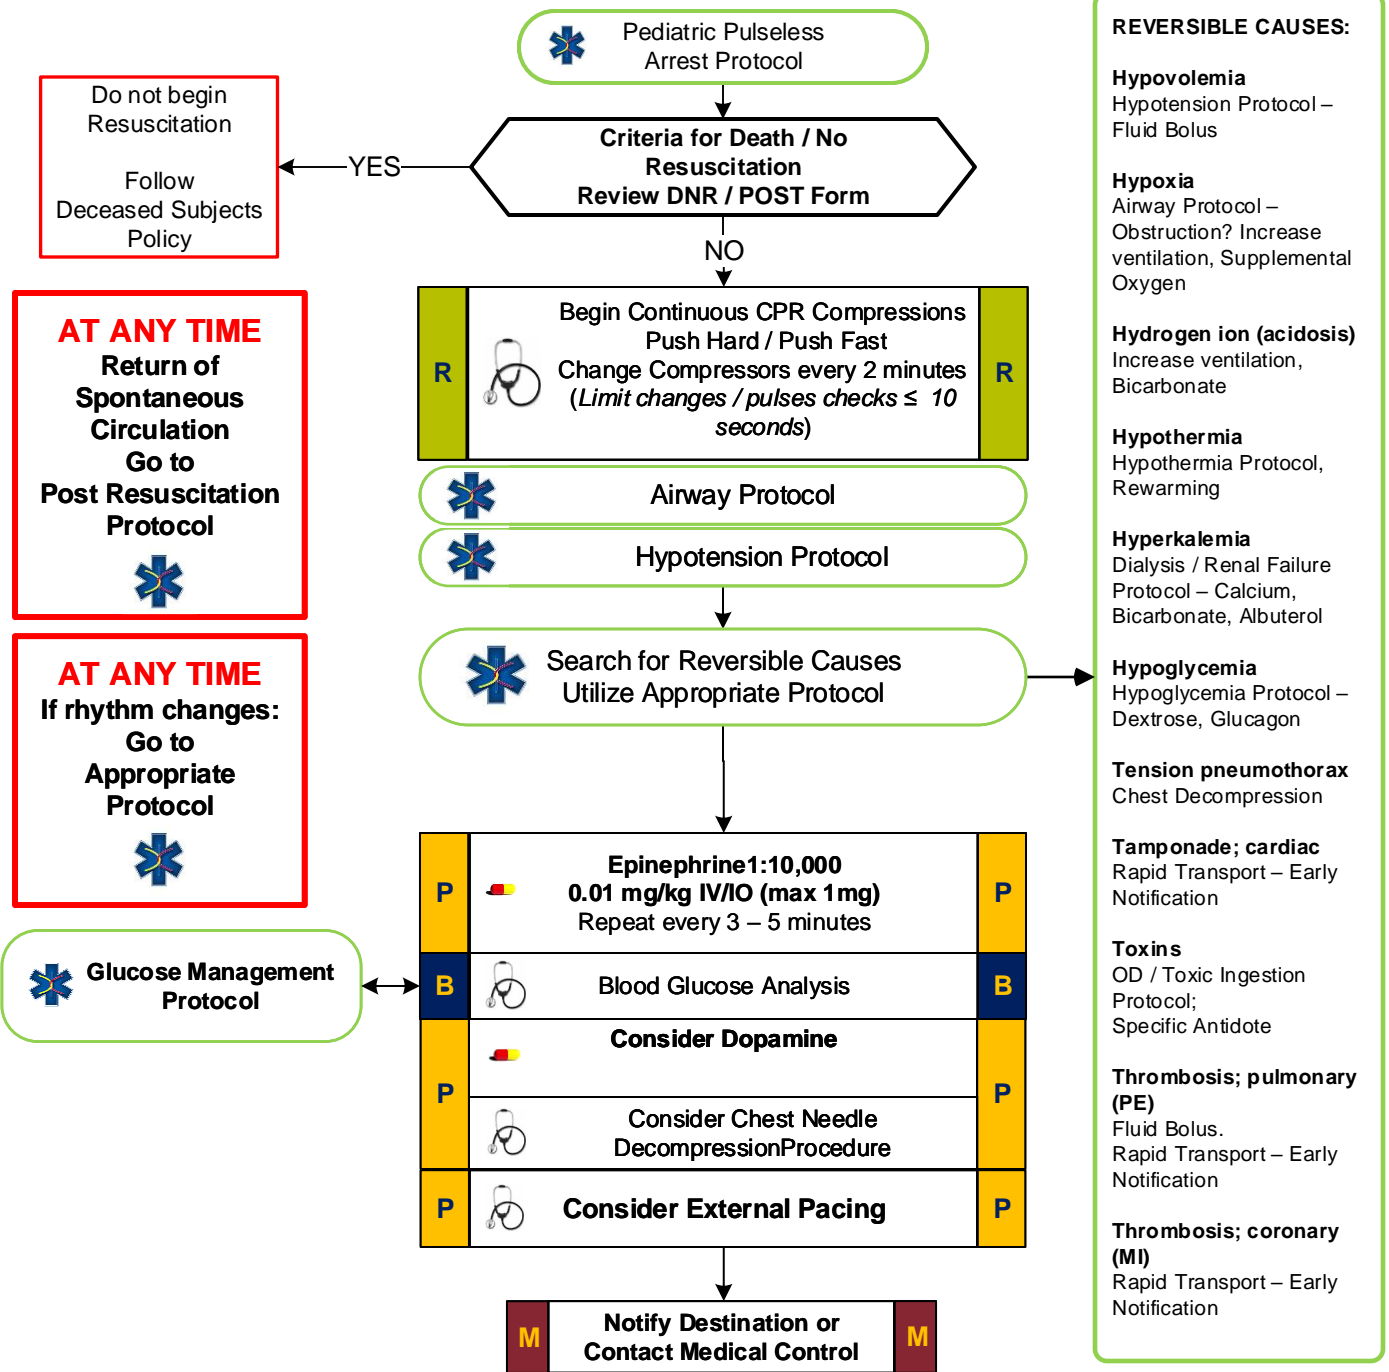 Pediatric Pulseless
Arrest Protocol
Criteria for Death / No
Resuscitation
Review DNR / POST Form
YES
Do not begin
Resuscitation
Follow
Deceased Subjects
Policy
NO
AT ANY TIME
Return of
Spontaneous
Circulation
Go to
Post Resuscitation
Protocol
AT ANY TIME
If rhythm changes:
Go to
Appropriate
Protocol
R
Begin Continuous CPR Compressions
Push Hard / Push Fast
Change Compressors every 2 minutes
(Limit changes / pulses checks ≤ 10
seconds)
R
Airway Protocol
Hypotension Protocol
Search for Reversible Causes
Utilize Appropriate Protocol
P
Epinephrine1:10,000
0.01 mg/kg IV/IO (max 1mg)
Repeat every 3 – 5 minutes
P
Glucose Management
Protocol
B
Blood Glucose Analysis
B
P
Consider Dopamine
Consider Chest Needle
DecompressionProcedure
P
P
Consider External Pacing
P
M
Notify Destination or
Contact Medical Control
M
REVERSIBLE CAUSES:
Hypovolemia
Hypotension Protocol –
Fluid Bolus
Hypoxia
Airway Protocol –
Obstruction? Increase
ventilation, Supplemental
Oxygen
Hydrogen ion (acidosis)
Increase ventilation,
Bicarbonate
Hypothermia
Hypothermia Protocol,
Rewarming
Hyperkalemia
Dialysis / Renal Failure
Protocol – Calcium,
Bicarbonate, Albuterol
Hypoglycemia
Hypoglycemia Protocol –
Dextrose, Glucagon
Tension pneumothorax
Chest Decompression
Tamponade; cardiac
Rapid Transport – Early
Notification
Toxins
OD / Toxic Ingestion
Protocol;
Specific Antidote
Thrombosis; pulmonary
(PE)
Fluid Bolus.
Rapid Transport – Early
Notification
Thrombosis; coronary
(MI)
Rapid Transport – Early
Notification